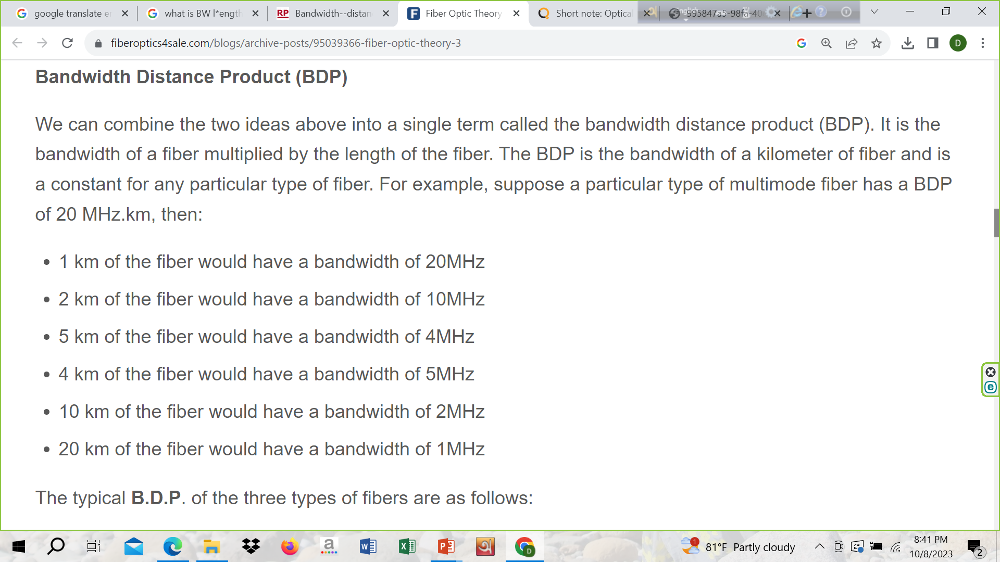 google translate e
what is BW l*ength
RP Bandwidth--distan
Fiber Optic Theory
Short note: Optical
995847a5-98fa-40
fiberoptics4sale.com/blogs/archive-posts/95039366-fiber-optic-theory-3
D
Bandwidth Distance Product (BDP)
We can combine the two ideas above into a single term called the bandwidth distance product (BDP). It is the
bandwidth of a fiber multiplied by the length of the fiber. The BDP is the bandwidth of a kilometer of fiber and is
a constant for any particular type of fiber. For example, suppose a particular type of multimode fiber has a BDP
of 20 MHz.km, then:
• 1 km of the fiber would have a bandwidth of 20MHz
• 2 km of the fiber would have a bandwidth of 10MHz
• 5 km of the fiber would have a bandwidth of 4MHz
• 4 km of the fiber would have a bandwidth of 5MHz
• 10 km of the fiber would have a bandwidth of 2MHz
• 20 km of the fiber would have a bandwidth of 1MHz
The typical B.D.P. of the three types of fibers are as follows:
1
81°F Partly cloudy
8:41 PM
10/8/2023
2